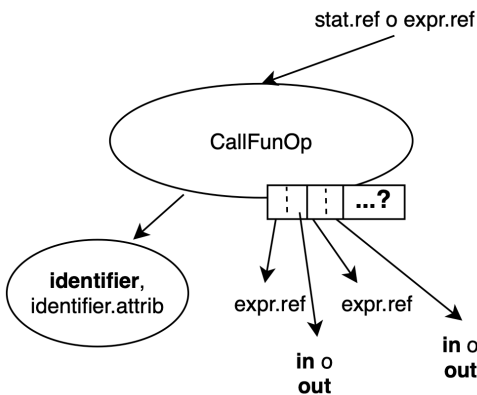 stat.ref o expr.ref
CallFunOp
...?
identifier,
identifier.attrib
expr.ref
expr.ref
in o
out
in o
out